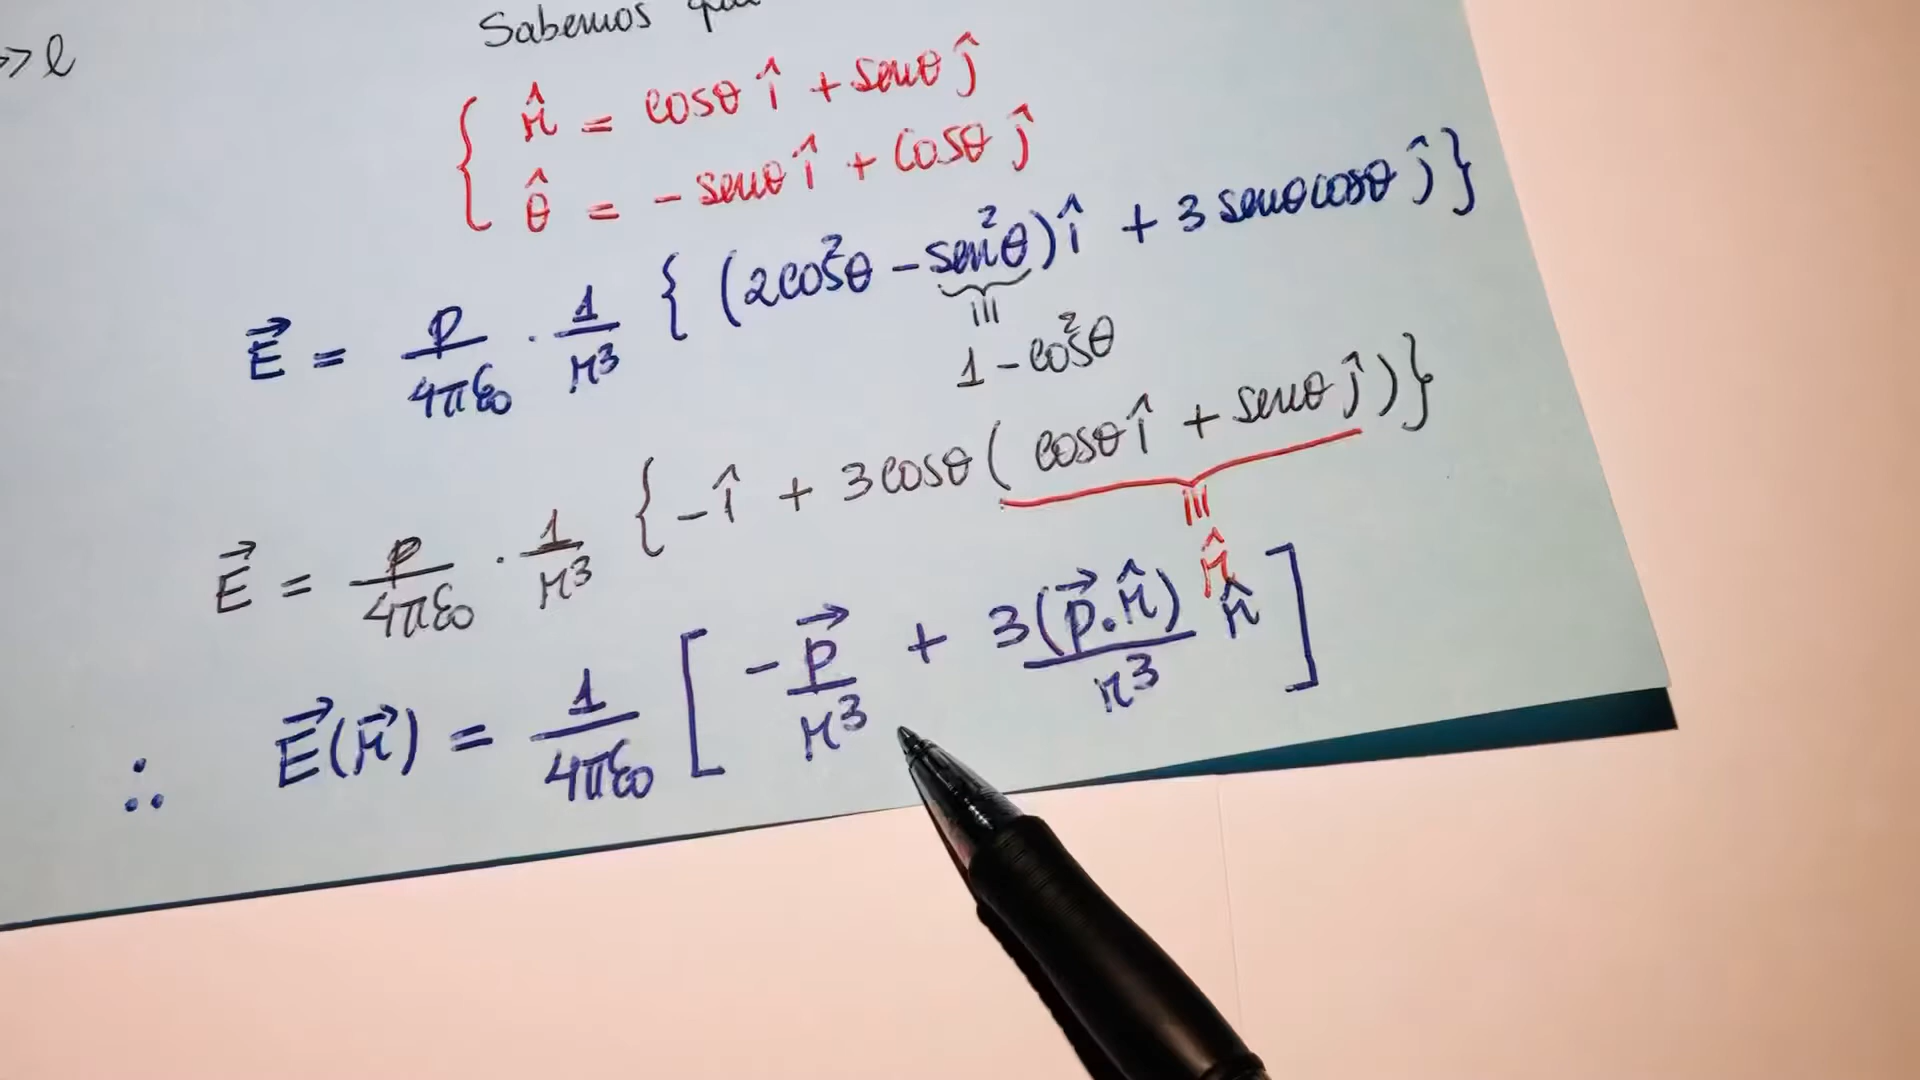 >> l
Sabemos
{ r̂ = cosθ î + senθ ĵ
θ̂ = - senθ î + cosθ ĵ
E⃗ = p/4πε₀ · 1/r³ { (2cos²θ - sen²θ) î + 3 senθcosθ ĵ }
≡
1 - cos²θ
E⃗ = p/4πε₀ · 1/r³ { - î + 3cosθ ( cosθ î + senθ ĵ ) }
≡
r̂
∴ E⃗(r⃗) = 1/4πε₀ [ -p⃗/r³ + 3(p⃗·r̂)/r³ r̂ ]